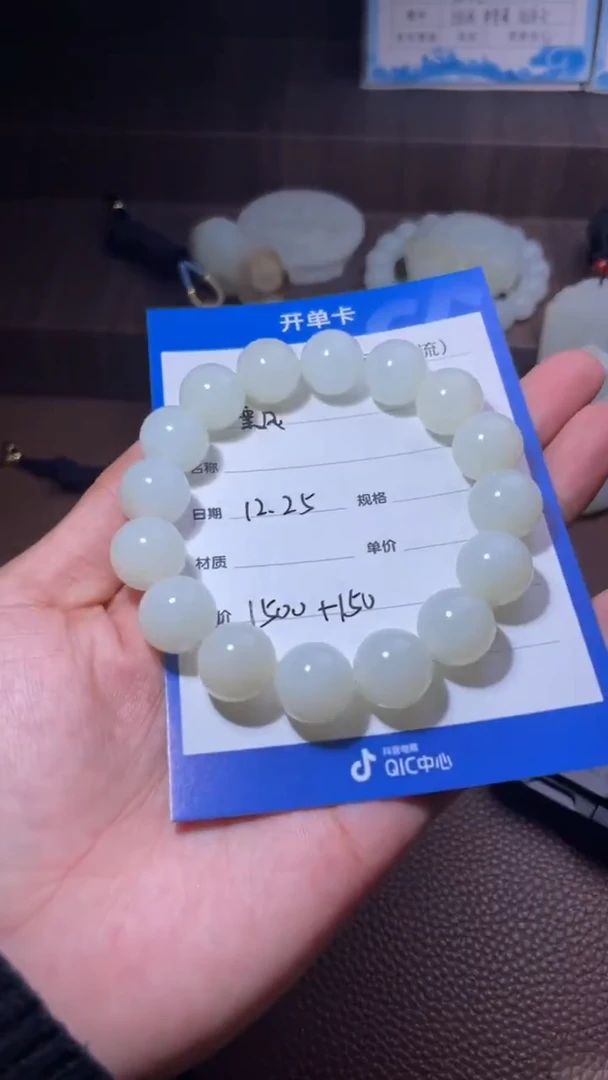 开单卡
流）
名称
日期 12.25 规格
材质 单价
价 1500 +150
抖音电商
QIC中心